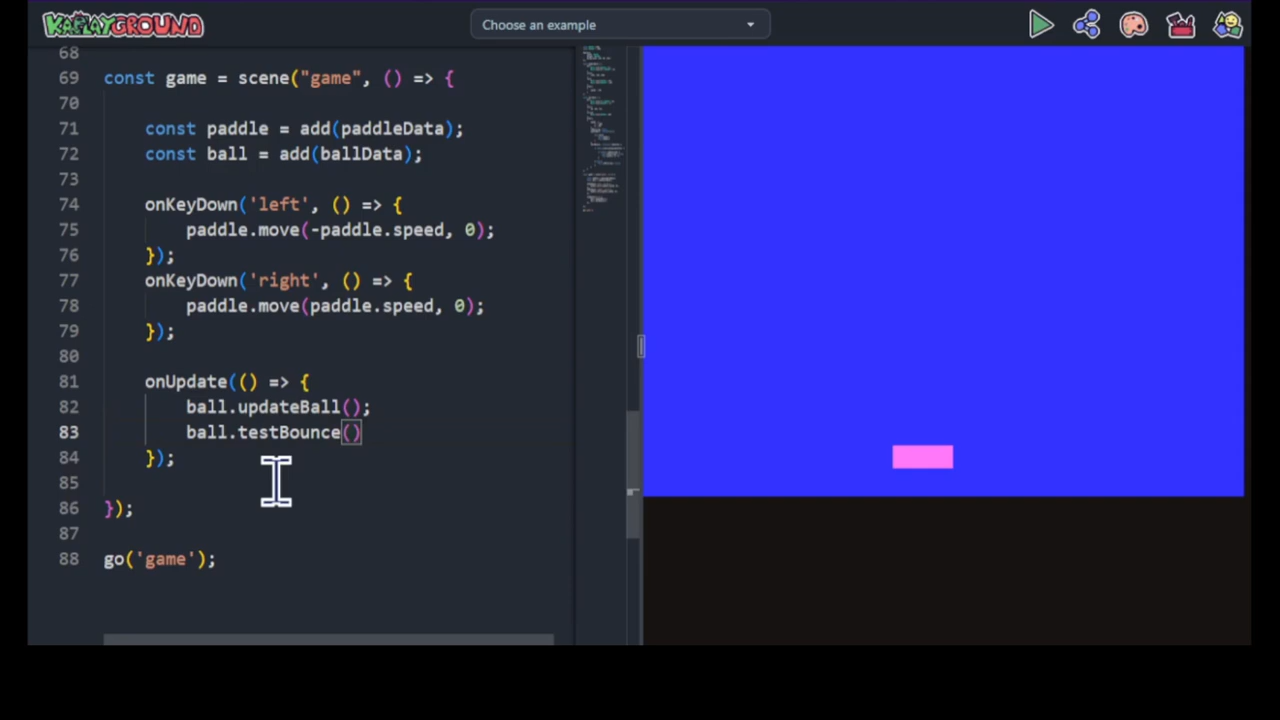 KAPLAYGROUND
Choose an example
68
69 const game = scene("game", () => {
70
71 const paddle = add(paddleData);
72 const ball = add(ballData);
73
74 onKeyDown('left', () => {
75 paddle.move(-paddle.speed, 0);
76 });
77 onKeyDown('right', () => {
78 paddle.move(paddle.speed, 0);
79 });
80
81 onUpdate(() => {
82 ball.updateBall();
83 ball.testBounce()
84 });
85
86 });
87
88 go('game');